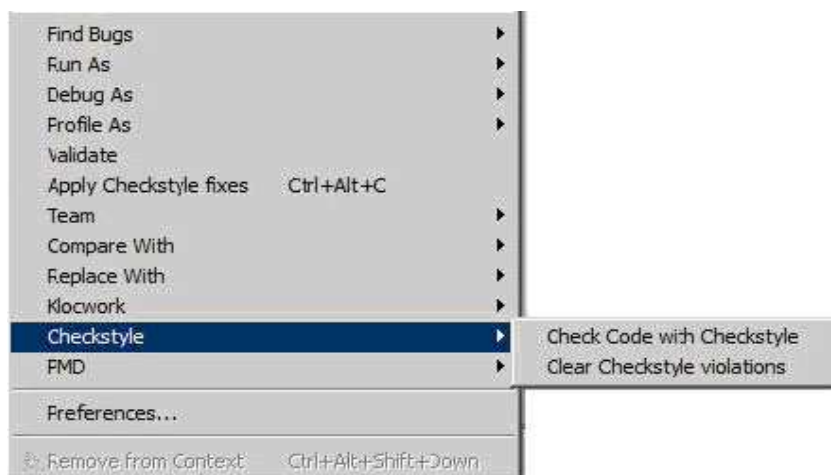 Find Bugs
Run As
Debug As
Profile As
Validate
Apply Checkstyle fixes Ctrl+Alt+C
Team
Compare With
Replace With
Klocwork
Checkstyle
Check Code with Checkstyle
PMD
Clear Checkstyle violations
Preferences...
Remove from Context Ctrl+Alt+Shift+Down